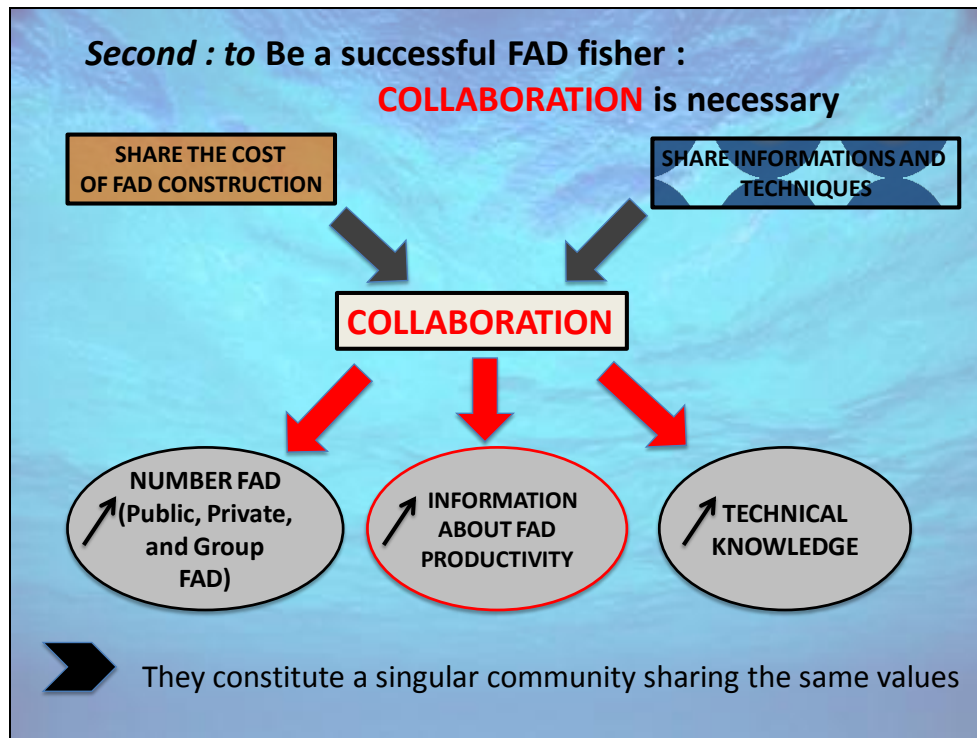 Second : to Be a successful FAD fisher :
COLLABORATION is necessary
SHARE THE COST
OF FAD CONSTRUCTION
SHARE INFORMATIONS AND
TECHNIQUES
COLLABORATION
NUMBER FAD
(Public, Private,
and Group
FAD)
INFORMATION
ABOUT FAD
PRODUCTIVITY
TECHNICAL
KNOWLEDGE
They constitute a singular community sharing the same values